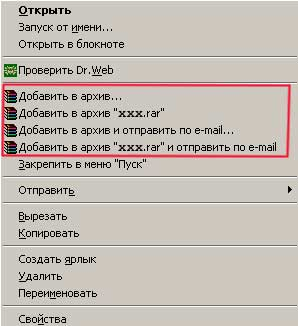 Открыть
Запуск от имени...
Открыть в блокноте
Проверить Dr.Web
Добавить в архив...
Добавить в архив "xxx.rar"
Добавить в архив и отправить по e-mail...
Добавить в архив "xxx.rar" и отправить по e-mail
Закрепить в меню "Пуск"
Отправить
Вырезать
Копировать
Создать ярлык
Удалить
Переименовать
Свойства